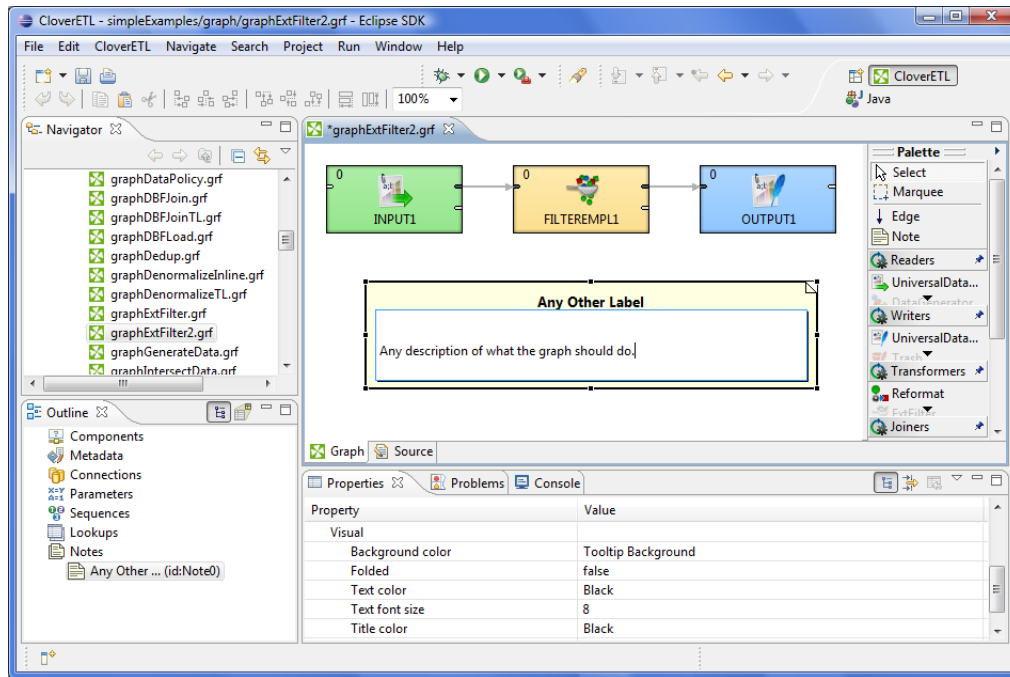 CloverETL - simpleExamples/graph/graphExtFilter2.grf - Eclipse SDK
File Edit CloverETL Navigate Search Project Run Window Help
CloverETL
100%
Java
Navigator
graphDataPolicy.grf
graphDBFJoin.grf
graphDBFJoinTL.grf
graphDBFLoad.grf
graphDedup.grf
graphDenormalizeInline.grf
graphDenormalizeTL.grf
graphExtFilter.grf
graphExtFilter2.grf
graphGenerateData.grf
graphIntersectData.grf
*graphExtFilter2.grf
0
INPUT1
0
FILTEREMPL1
0
OUTPUT1
Any Other Label
Any description of what the graph should do.
Palette
Select
Marquee
Edge
Note
Readers
UniversalData...
DataGenerator
Writers
UniversalData...
Trash
Transformers
Reformat
ExtFilter
Joiners
Graph
Source
Outline
Components
Metadata
Connections
Parameters
Sequences
Lookups
Notes
Any Other ... (id:Note0)
Properties
Problems
Console
Property Value
Visual
Background color Tooltip Background
Folded false
Text color Black
Text font size 8
Title color Black